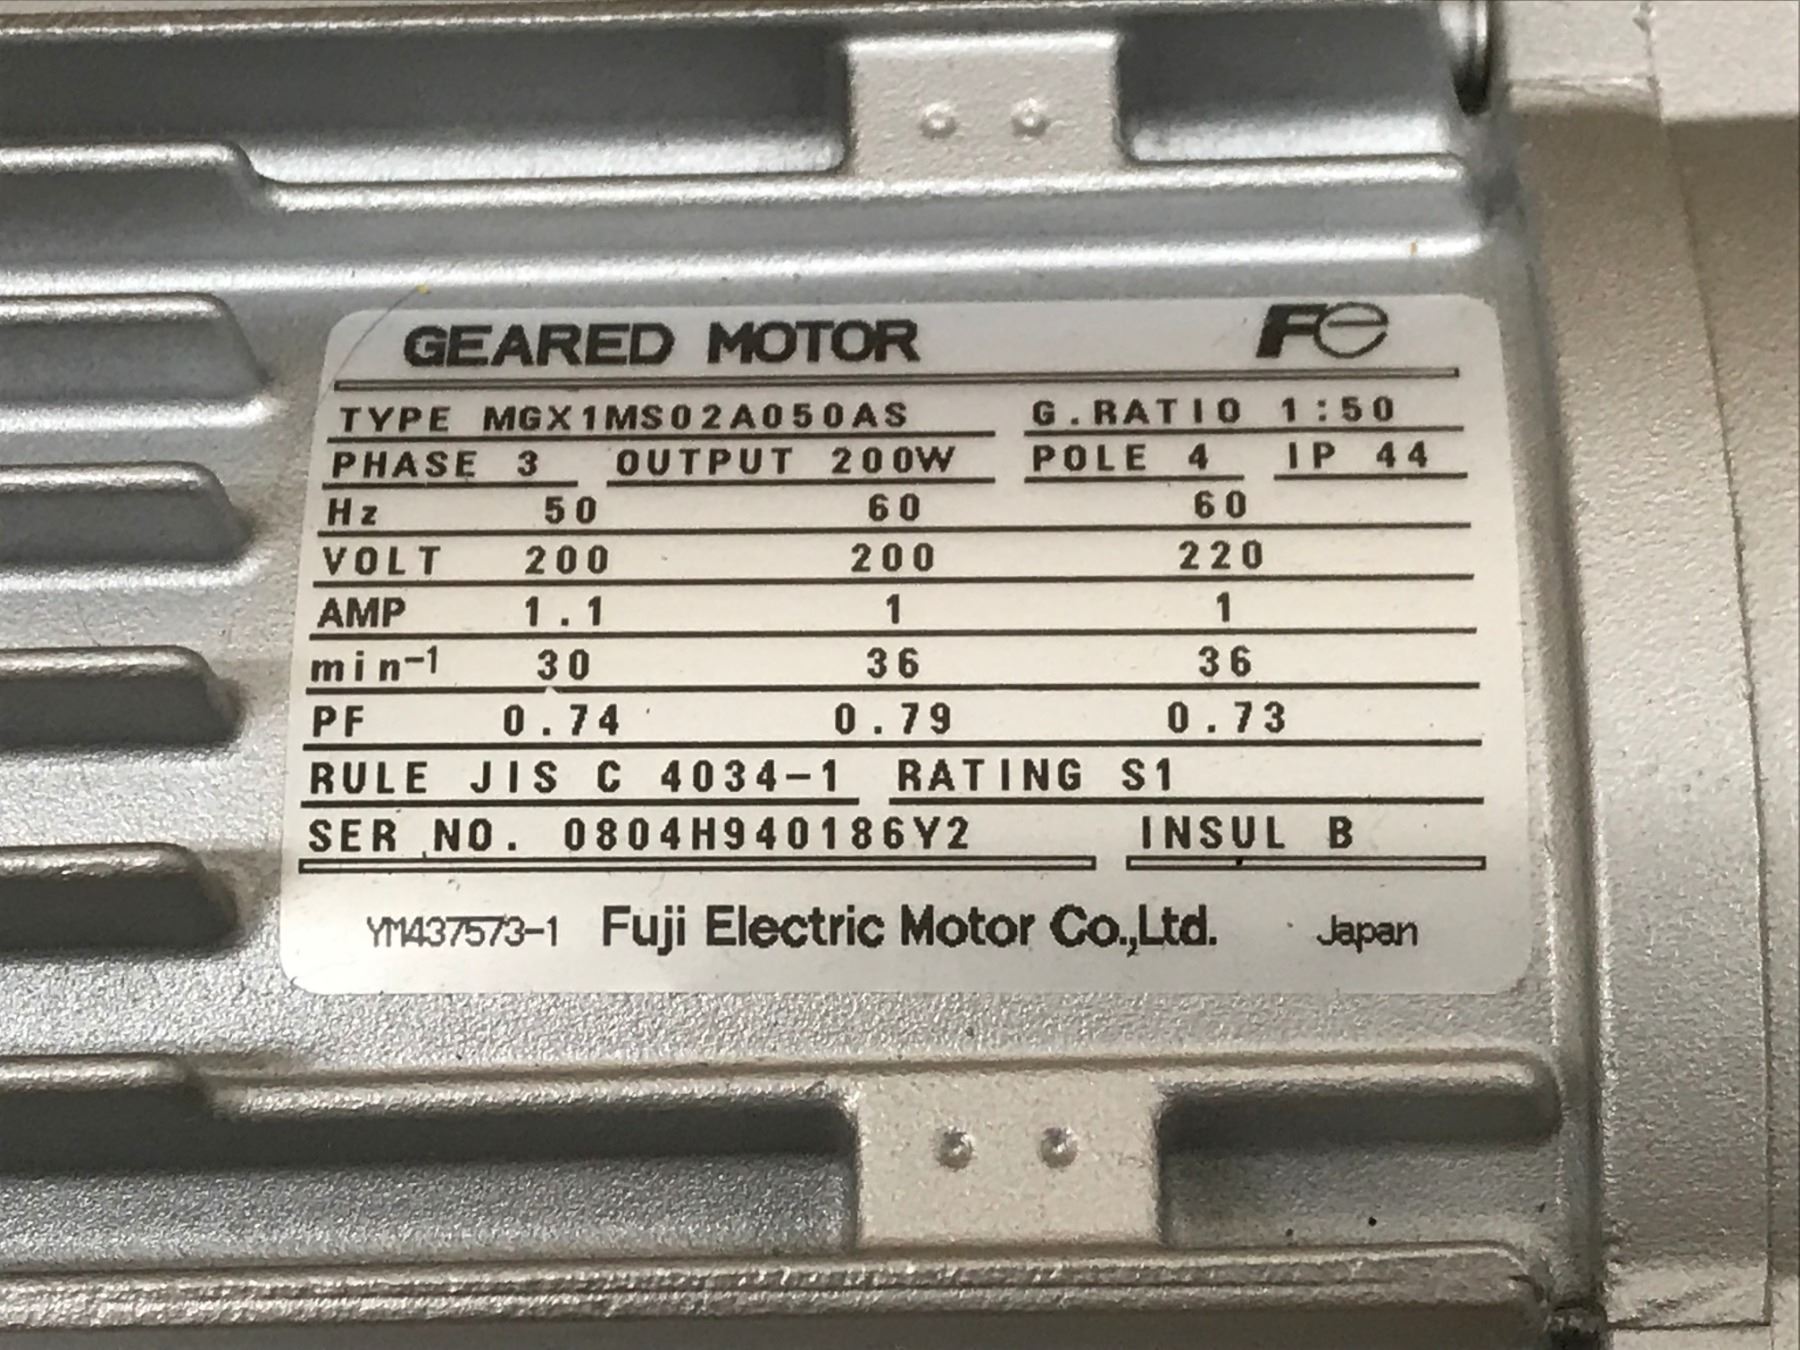 GEARED MOTOR Fe
TYPE MGX1MS02A050AS G.RATIO 1:50
PHASE 3 OUTPUT 200W POLE 4 IP 44
Hz 50 60 60
VOLT 200 200 220
AMP 1.1 1 1
min-1 30 36 36
PF 0.74 0.79 0.73
RULE JIS C 4034-1 RATING S1
SER NO. 0804H940186Y2 INSUL B
YM437573-1 Fuji Electric Motor Co.,Ltd. Japan